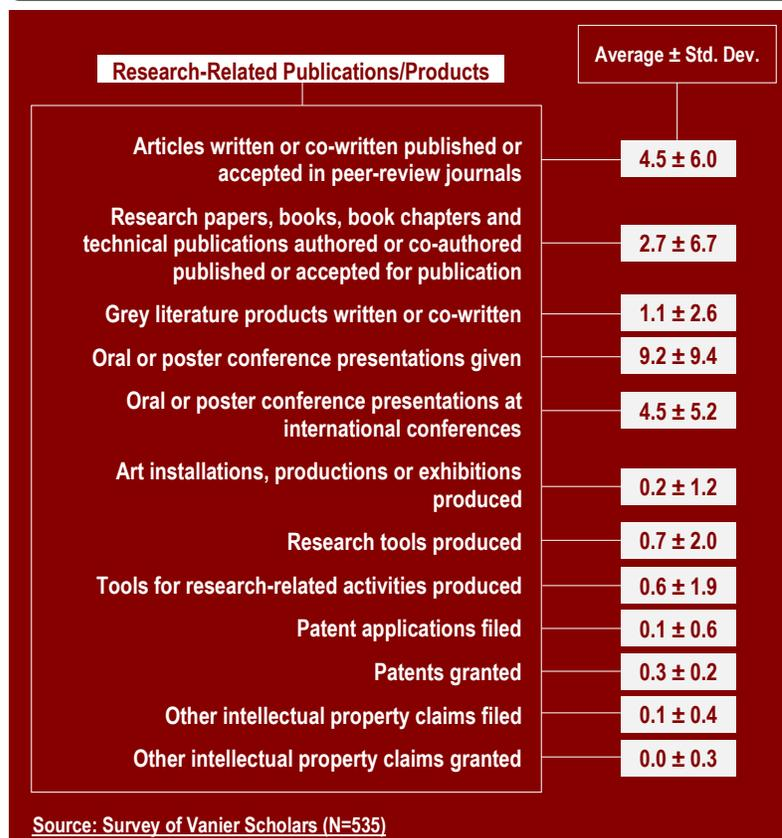 Research-Related Publications/Products
Average ± Std. Dev.
Articles written or co-written published or
accepted in peer-review journals
4.5 ± 6.0
Research papers, books, book chapters and
technical publications authored or co-authored
published or accepted for publication
2.7 ± 6.7
Grey literature products written or co-written
1.1 ± 2.6
Oral or poster conference presentations given
9.2 ± 9.4
Oral or poster conference presentations at
international conferences
4.5 ± 5.2
Art installations, productions or exhibitions
produced
0.2 ± 1.2
Research tools produced
0.7 ± 2.0
Tools for research-related activities produced
0.6 ± 1.9
Patent applications filed
0.1 ± 0.6
Patents granted
0.3 ± 0.2
Other intellectual property claims filed
0.1 ± 0.4
Other intellectual property claims granted
0.0 ± 0.3
Source: Survey of Vanier Scholars (N=535)